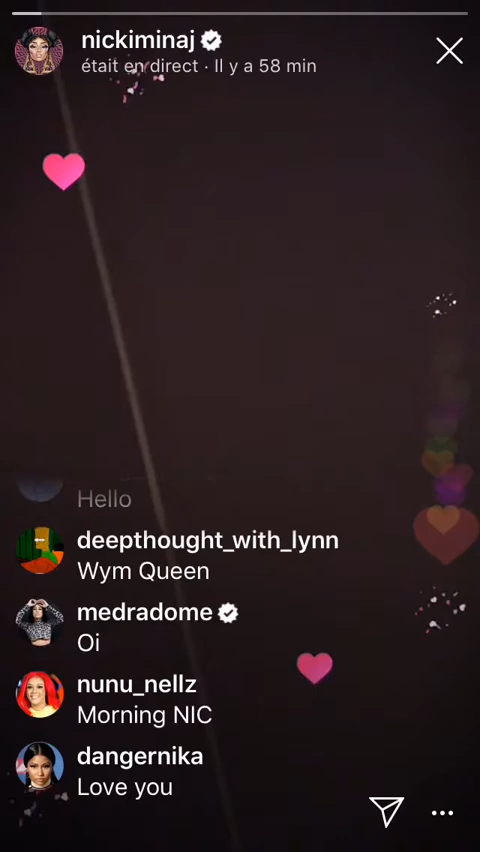 nickiminaj
était en direct · Il y a 58 min
Hello
deepthought_with_lynn
Wym Queen
medradome
Oi
nunu_nellz
Morning NIC
dangernika
Love you